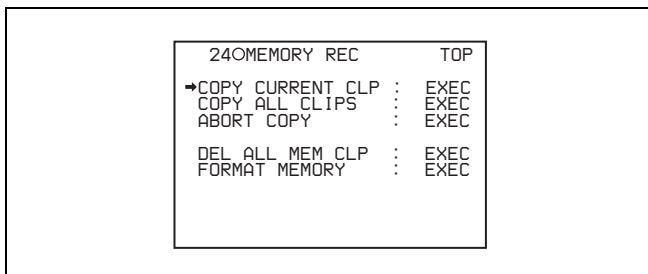 24○MEMORY REC TOP
➡COPY CURRENT CLP : EXEC
COPY ALL CLIPS : EXEC
ABORT COPY : EXEC
DEL ALL MEM CLP : EXEC
FORMAT MEMORY : EXEC